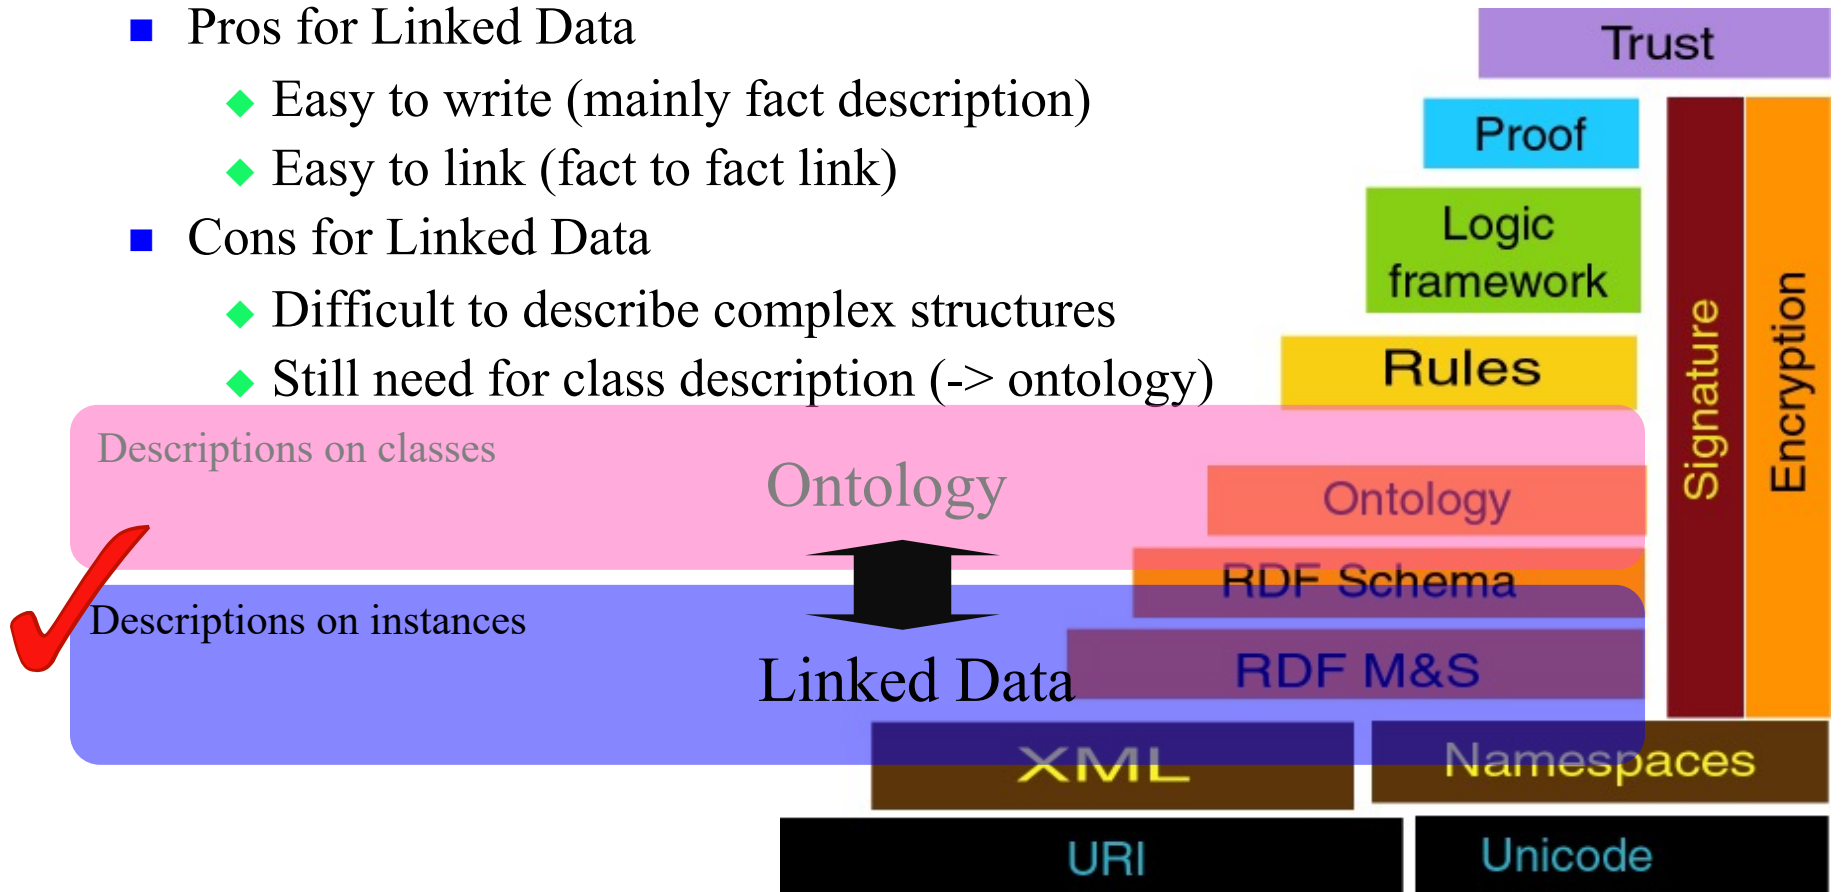 Pros for Linked Data
Easy to write (mainly fact description)
Easy to link (fact to fact link)
Cons for Linked Data
Difficult to describe complex structures
Still need for class description (-> ontology)
Descriptions on classes
Ontology
Descriptions on instances
Linked Data
Trust
Proof
Logic
framework
Rules
Ontology
RDF Schema
RDF M&S
XML
Namespaces
URI
Unicode
Signature
Encryption